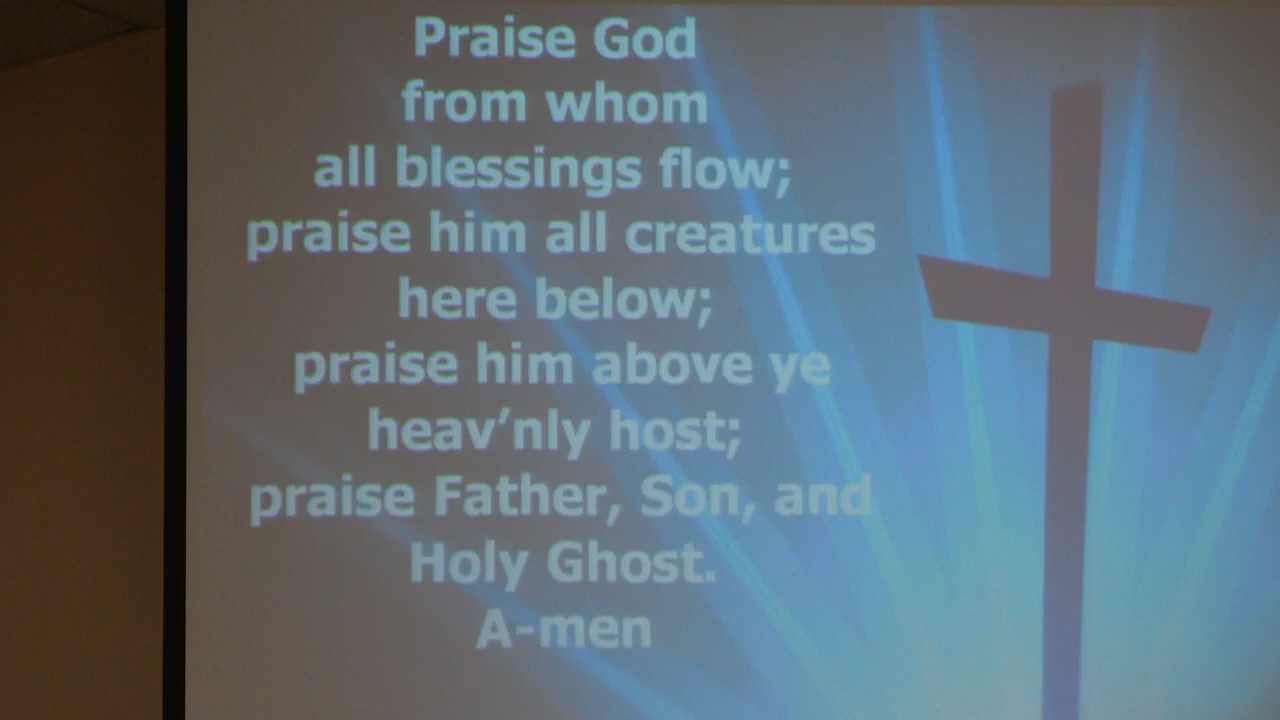 Praise God
from whom
all blessings flow;
praise him all creatures
here below;
praise him above ye
heav’nly host;
praise Father, Son, and
Holy Ghost.
A-men